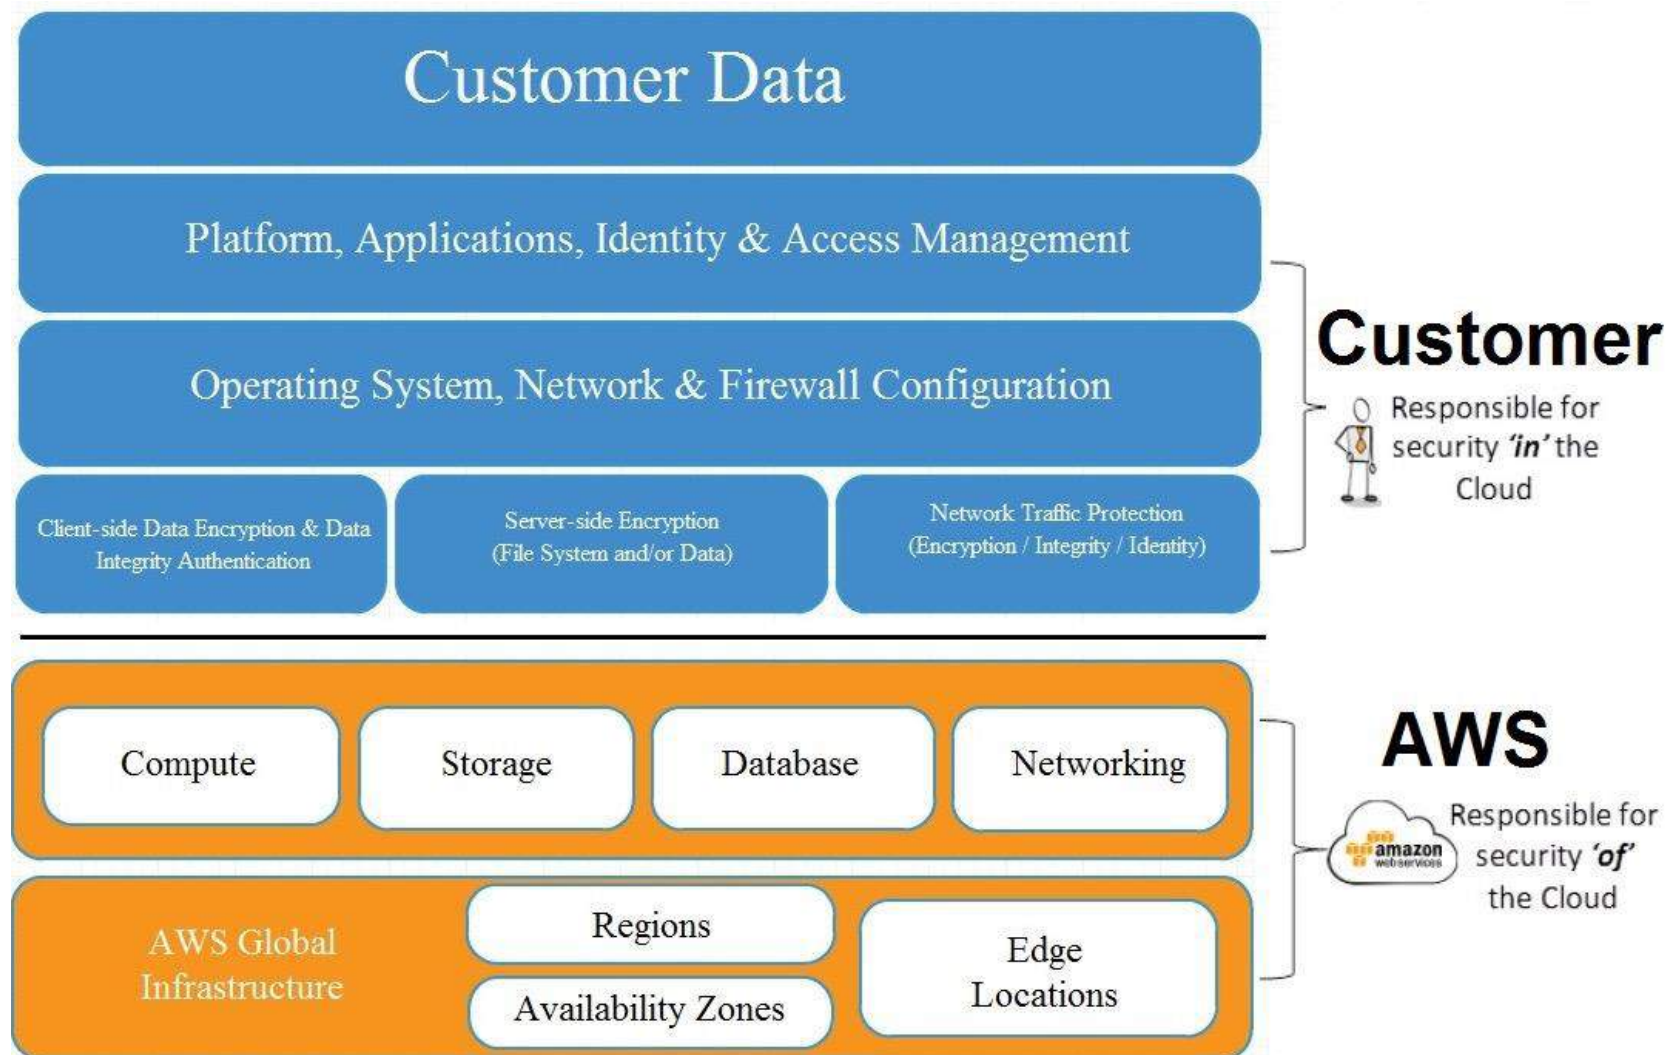 Customer Data
Platform, Applications, Identity & Access Management
Operating System, Network & Firewall Configuration
Client-side Data Encryption & Data
Integrity Authentication
Server-side Encryption
(File System and/or Data)
Network Traffic Protection
(Encryption / Integrity / Identity)
Customer
Responsible for
security ‘in’ the
Cloud
Compute
Storage
Database
Networking
AWS Global
Infrastructure
Regions
Availability Zones
Edge
Locations
AWS
amazon
webservices
Responsible for
security ‘of’
the Cloud